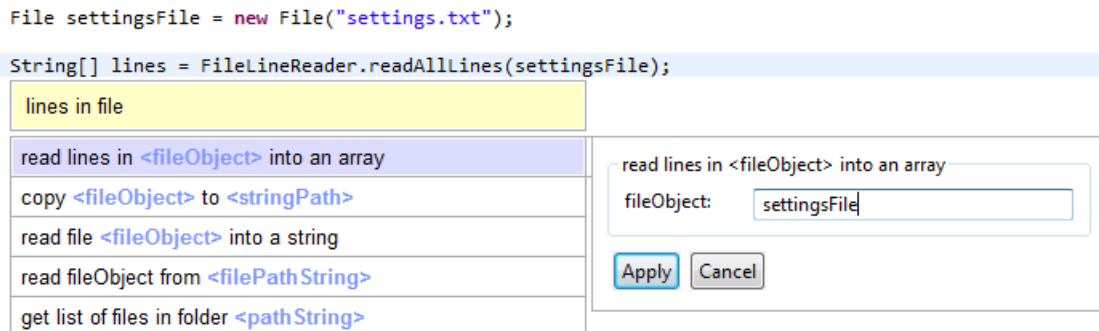 File settingsFile = new File("settings.txt");
String[] lines = FileLineReader.readAllLines(settingsFile);
lines in file
read lines in <fileObject> into an array
copy <fileObject> to <stringPath>
read file <fileObject> into a string
read fileObject from <filePathString>
get list of files in folder <pathString>
read lines in <fileObject> into an array
fileObject:
settingsFile
Apply
Cancel